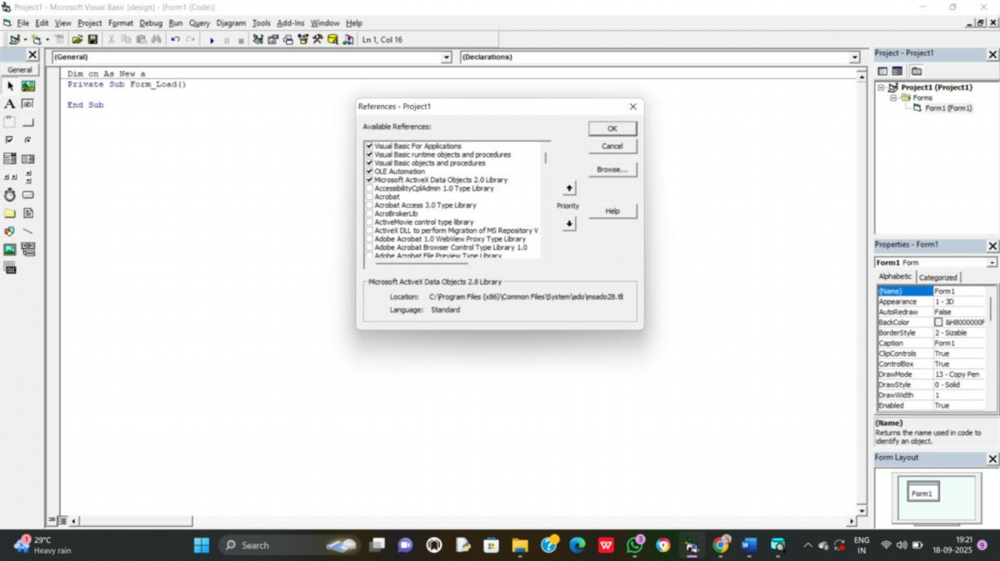 Project1 - Microsoft Visual Basic [design] - [Form1 (Code)]
File Edit View Project Format Debug Run Query Diagram Tools Add-Ins Window Help
Ln 1, Col 16
General
(General)
(Declarations)
Dim cn As New a
Private Sub Form_Load()
End Sub
References - Project1
Available References:
Visual Basic For Applications
Visual Basic runtime objects and procedures
Visual Basic objects and procedures
OLE Automation
Microsoft ActiveX Data Objects 2.0 Library
AccessibilityCplAdmin 1.0 Type Library
Acrobat
Acrobat Access 3.0 Type Library
AcroBrokerLib
ActiveMovie control type library
ActiveX DLL to perform Migration of MS Repository V
Adobe Acrobat 1.0 WebView Proxy Type Library
Adobe Acrobat Browser Control Type Library 1.0
Adobe Acrobat File Preview Type Library
OK
Cancel
Browse...
Priority
Help
Microsoft ActiveX Data Objects 2.8 Library
Location: C:\Program Files (x86)\Common Files\System\ado\msado28.tlb
Language: Standard
Project - Project1
Project1 (Project1)
Forms
Form1 (Form1)
Properties - Form1
Form1 Form
Alphabetic Categorized
(Name) Form1
Appearance 1 - 3D
AutoRedraw False
BackColor &H8000000F
BorderStyle 2 - Sizable
Caption Form1
ClipControls True
ControlBox True
DrawMode 13 - Copy Pen
DrawStyle 0 - Solid
DrawWidth 1
Enabled True
(Name)
Returns the name used in code to
identify an object.
Form Layout
Form1
29°C
Heavy rain
Search
ENG
IN
19:21
18-09-2025